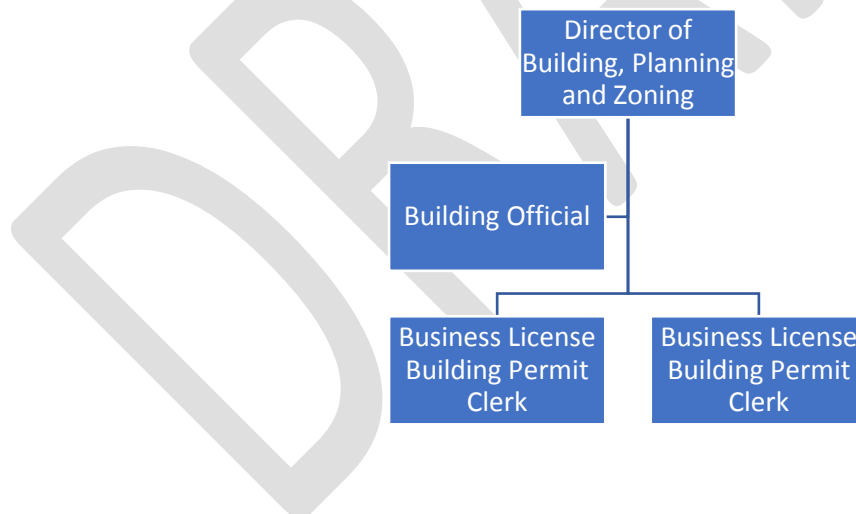 Director of
Building, Planning
and Zoning
Building Official
Business License
Building Permit
Clerk
Business License
Building Permit
Clerk